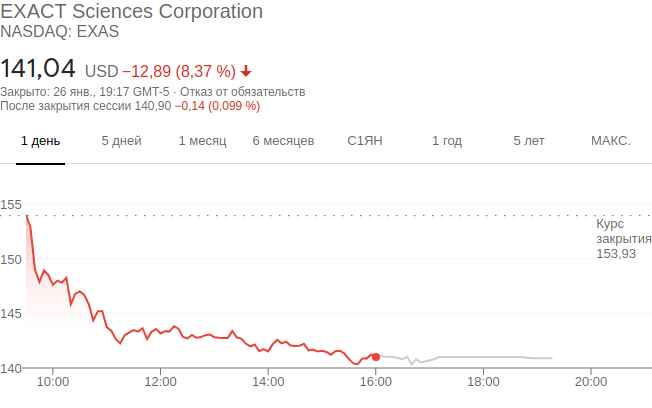 EXACT Sciences Corporation
NASDAQ: EXAS
141,04 USD −12,89 (8,37 %)
Закрыто: 26 янв., 19:17 GMT-5 · Отказ от обязательств
После закрытия сессии 140,90 −0,14 (0,099 %)
1 день 5 дней 1 месяц 6 месяцев С1ЯН 1 год 5 лет МАКС.
155
Курс
закрытия
153,93
150
145
140
10:00 12:00 14:00 16:00 18:00 20:00